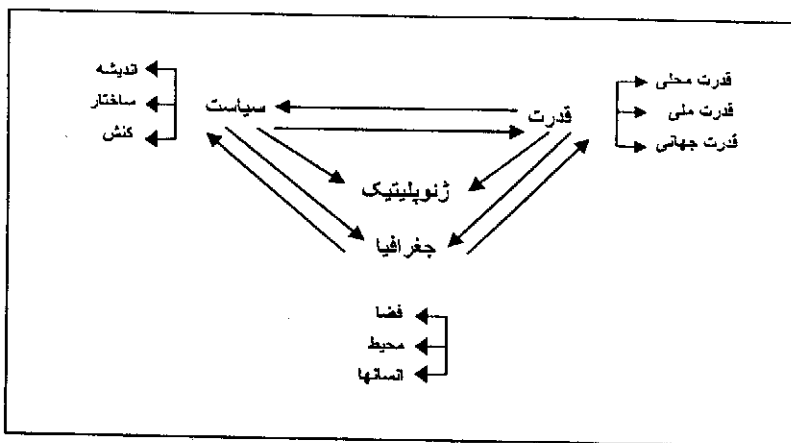 قدرت محلی
قدرت ملی
قدرت جهانی
قدرت
سیاست
اندیشه
ساختار
کنش
ژئوپلیتیک
جغرافیا
فضا
محیط
انسانها